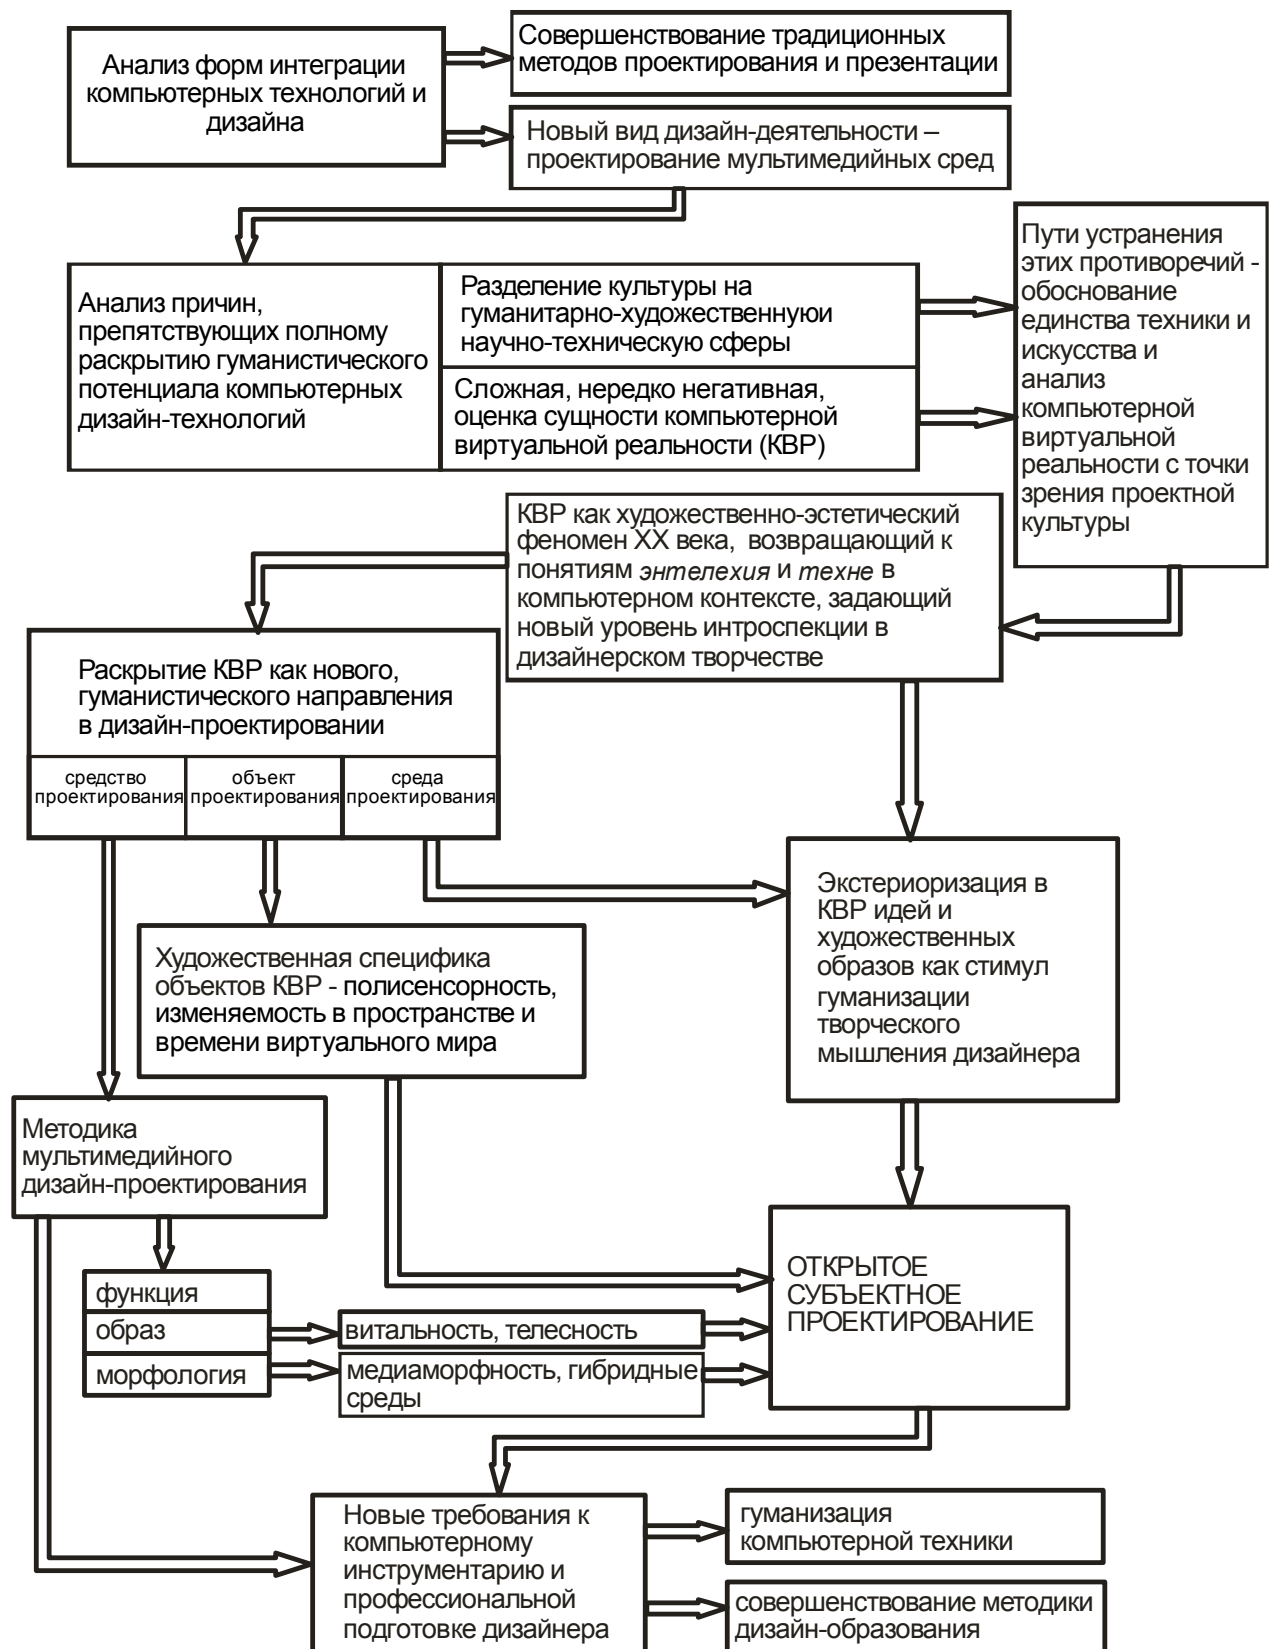 Анализ форм интеграции
компьютерных технологий и
дизайна
Совершенствование традиционных
методов проектирования и презентации
Новый вид дизайн-деятельности –
проектирование мультимедийных сред
Анализ причин,
препятствующих полному
раскрытию гуманистического
потенциала компьютерных
дизайн-технологий
Разделение культуры на
гуманитарно-художественнуюи
научно-техническую сферы
Сложная, нередко негативная,
оценка сущности компьютерной
виртуальной реальности (КВР)
Пути устранения
этих противоречий -
обоснование
единства техники и
искусства и
анализ
компьютерной
виртуальной
реальности с точки
зрения проектной
культуры
КВР как художественно-эстетический
феномен XX века, возвращающий к
понятиям энтелехия и техне в
компьютерном контексте, задающий
новый уровень интроспекции в
дизайнерском творчестве
Раскрытие КВР как нового,
гуманистического направления
в дизайн-проектировании
средство
проектирования
объект
проектирования
среда
проектирования
Экстериоризация в
КВР идей и
художественных
образов как стимул
гуманизации
творческого
мышления дизайнера
Художественная специфика
объектов КВР - полисенсорность,
изменяемость в пространстве и
времени виртуального мира
Методика
мультимедийного
дизайн-проектирования
функция
образ
морфология
витальность, телесность
медиаморфность, гибридные
среды
ОТКРЫТОЕ
СУБЪЕКТНОЕ
ПРОЕКТИРОВАНИЕ
Новые требования к
компьютерному
инструментарию и
профессиональной
подготовке дизайнера
гуманизация
компьютерной техники
совершенствование методики
дизайн-образования